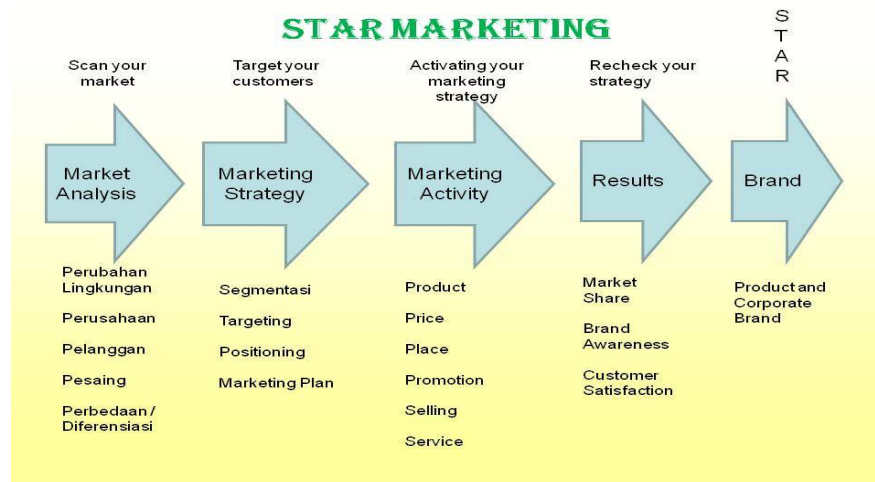 STAR MARKETING
Scan your
market
Target your
customers
Activating your
marketing
strategy
Recheck your
strategy
S
T
A
R
Market
Analysis
Marketing
Strategy
Marketing
Activity
Results
Brand
Perubahan
Lingkungan
Perusahaan
Pelanggan
Pesaing
Perbedaan /
Diferensiasi
Segmentasi
Targeting
Positioning
Marketing Plan
Product
Price
Place
Promotion
Selling
Service
Market
Share
Brand
Awareness
Customer
Satisfaction
Product and
Corporate
Brand